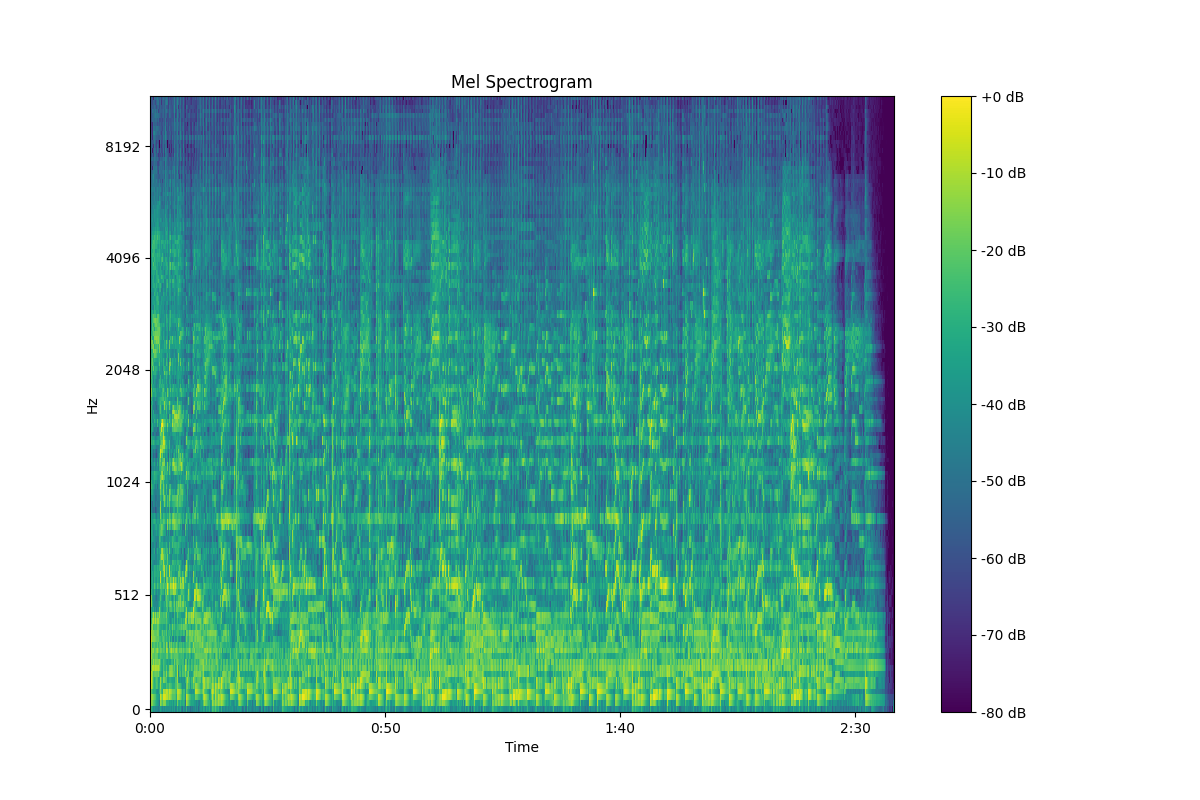 Mel Spectrogram
+0 dB
8192
-10 dB
-20 dB
4096
-30 dB
2048
-40 dB
Hz
1024
-50 dB
-60 dB
512
-70 dB
0
-80 dB
0:00
0:50
1:40
2:30
Time